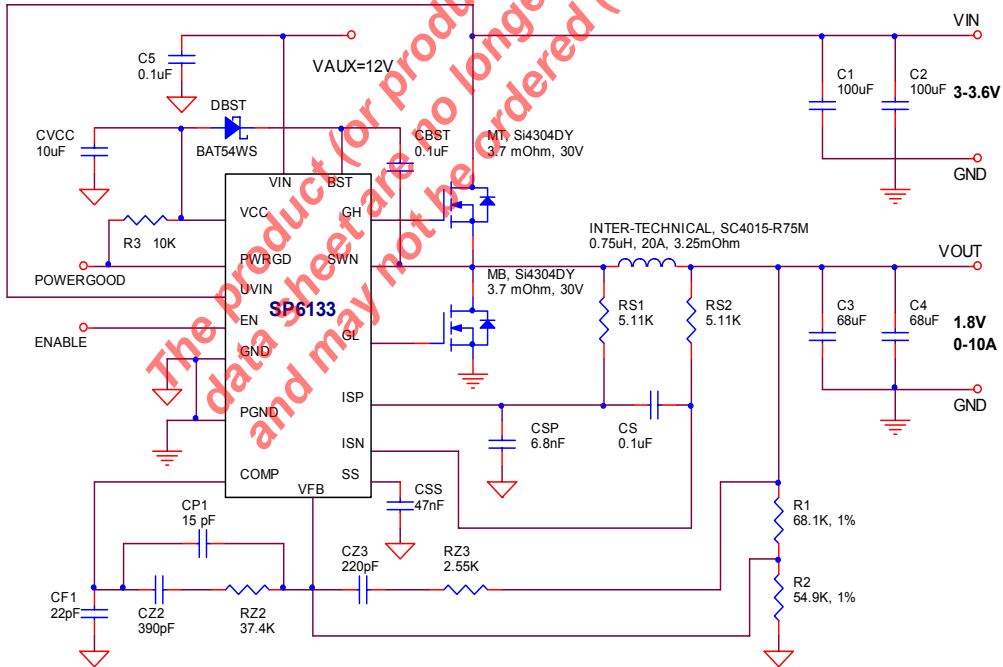 VIN
C5
0.1uF
VAUX=12V
C1
100uF
C2
100uF
3-3.6V
DBST
BAT54WS
CVCC
10uF
CBST
0.1uF
MT, Si4304DY
3.7 mOhm, 30V
GND
VIN
BST
VCC
GH
R3 10K
PWRGD
SWN
POWERGOOD
UVIN
SP6133
EN
ENABLE
GL
GND
PGND
ISP
ISN
COMP
SS
VFB
INTER-TECHNICAL, SC4015-R75M
0.75uH, 20A, 3.25mOhm
VOUT
MB, Si4304DY
3.7 mOhm, 30V
RS1
5.11K
RS2
5.11K
C3
68uF
C4
68uF
1.8V
0-10A
GND
CSP
6.8nF
CS
0.1uF
CSS
47nF
CP1
15 pF
CZ3
220pF
RZ3
2.55K
R1
68.1K, 1%
CF1
22pF
CZ2
390pF
RZ2
37.4K
R2
54.9K, 1%
The product (or produ
data sheet are no longe
and may not be ordered (